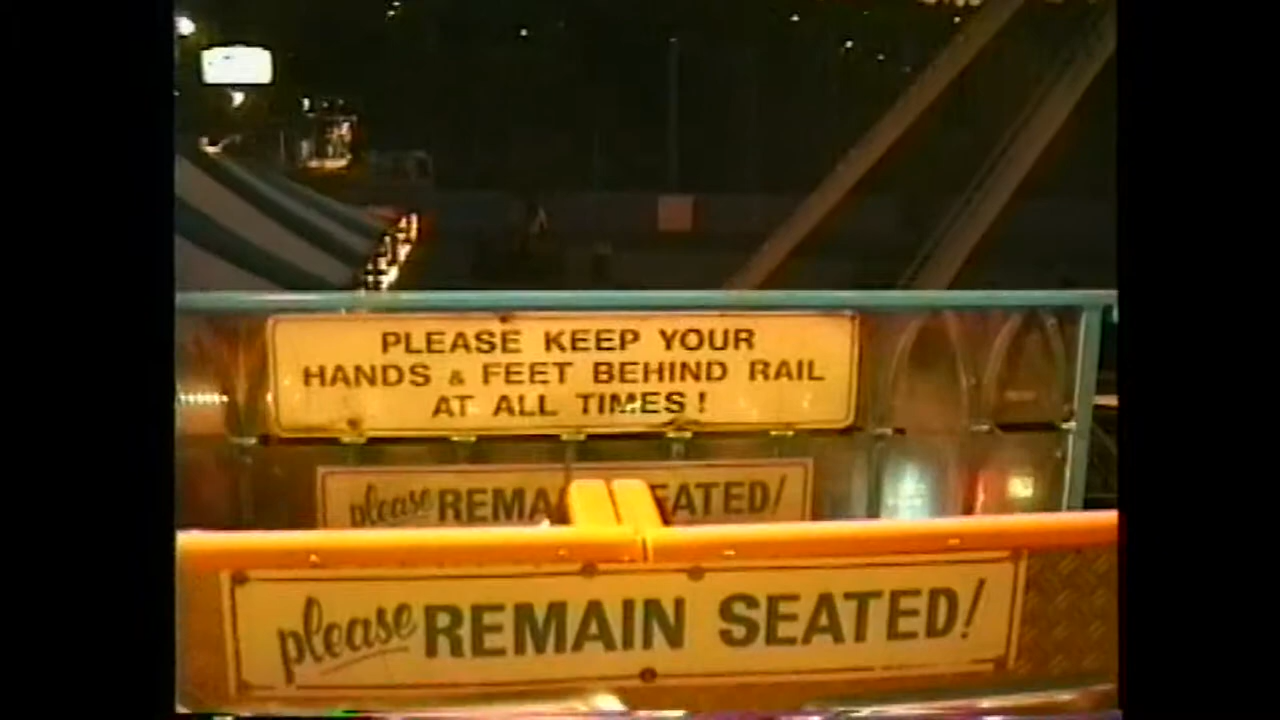 PLEASE KEEP YOUR
HANDS & FEET BEHIND RAIL
AT ALL TIMES!
please REMA EATED!
please REMAIN SEATED!